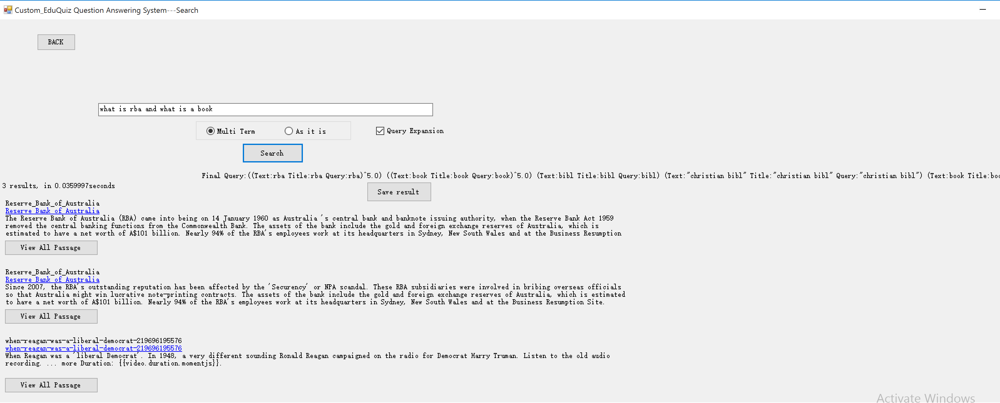 Custom_EduQuiz Question Answering System---Search
BACK
what is rba and what is a book
Multi Term As it is Query Expansion
Search
Final Query:((Text:rba Title:rba Query:rba)^5.0) ((Text:book Title:book Query:book)^5.0) (Text:bibl Title:bibl Query:bibl) (Text:"christian bibl" Title:"christian bibl" Query:"christian bibl") (Text:book Title:boo
3 results, in 0.0359997seconds
Save result
Reserve_Bank_of_Australia
Reserve_Bank_of_Australia
The Reserve Bank of Australia (RBA) came into being on 14 January 1960 as Australia 's central bank and banknote issuing authority, when the Reserve Bank Act 1959
removed the central banking functions from the Commonwealth Bank. The assets of the bank include the gold and foreign exchange reserves of Australia, which is
estimated to have a net worth of A$101 billion. Nearly 94% of the RBA's employees work at its headquarters in Sydney, New South Wales and at the Business Resumption
View All Passage
Reserve_Bank_of_Australia
Reserve_Bank_of_Australia
Since 2007, the RBA's outstanding reputation has been affected by the 'Securency' or NPA scandal. These RBA subsidiaries were involved in bribing overseas officials
so that Australia might win lucrative note-printing contracts. The assets of the bank include the gold and foreign exchange reserves of Australia, which is estimated
to have a net worth of A$101 billion. Nearly 94% of the RBA's employees work at its headquarters in Sydney, New South Wales and at the Business Resumption Site.
View All Passage
when-reagan-was-a-liberal-democrat-219696195576
when-reagan-was-a-liberal-democrat-219696195576
When Reagan was a 'liberal Democrat'. In 1948, a very different sounding Ronald Reagan campaigned on the radio for Democrat Harry Truman. Listen to the old audio
recording. ... more Duration: {{video.duration.momentjs}}.
View All Passage
Activate Windows